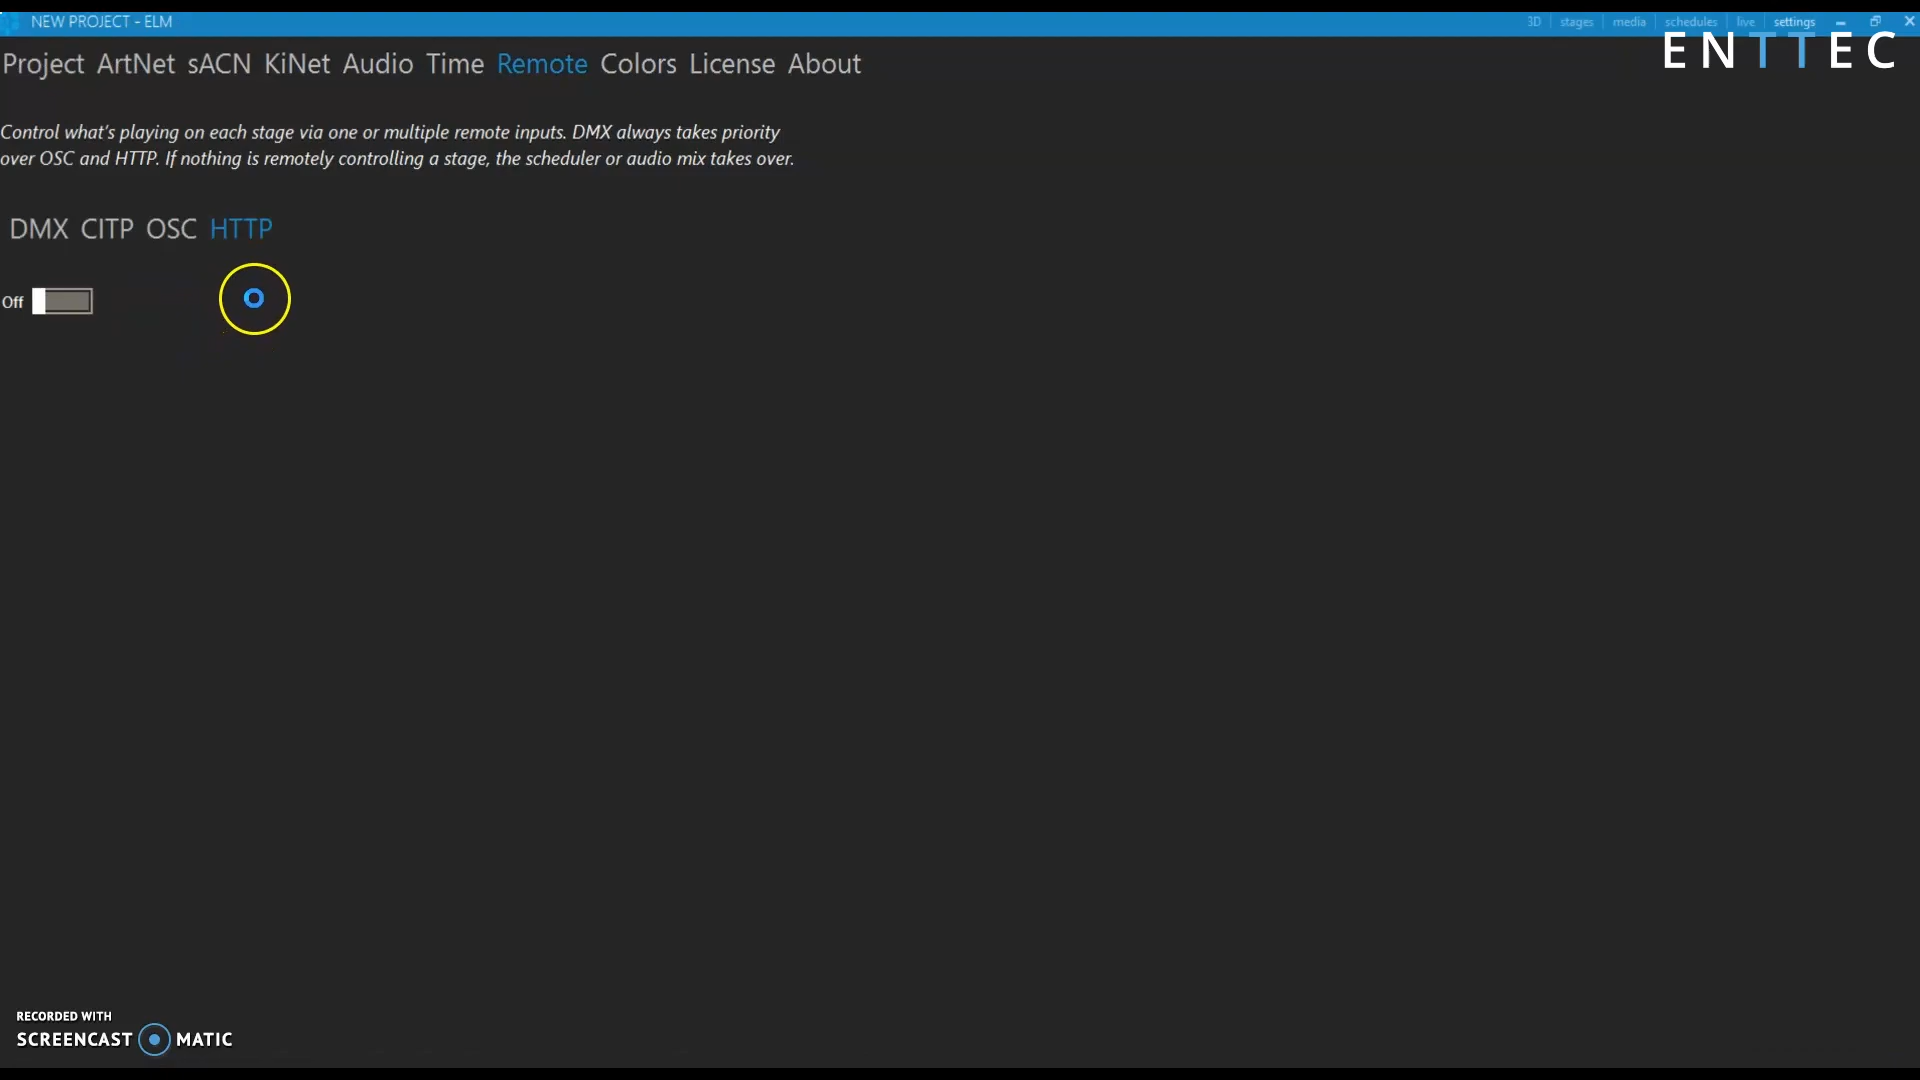 NEW PROJECT - ELM
3D stages media schedules live settings
ENTTEC
Project ArtNet sACN KiNet Audio Time Remote Colors License About
Control what's playing on each stage via one or multiple remote inputs. DMX always takes priority
over OSC and HTTP. If nothing is remotely controlling a stage, the scheduler or audio mix takes over.
DMX CITP OSC HTTP
Off
RECORDED WITH
SCREENCAST MATIC